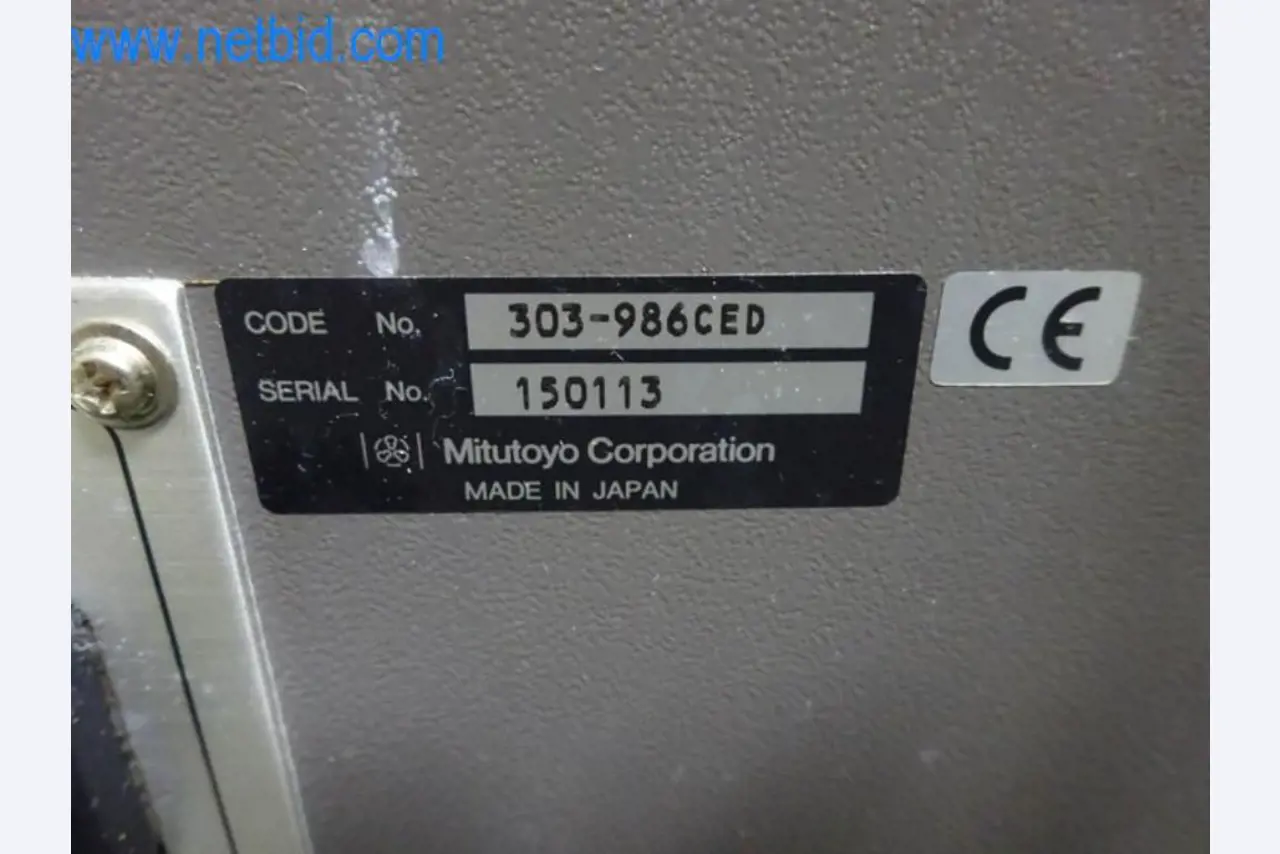 www.netbid.com
CODE No. 303-986CED
SERIAL No. 150113
Mitutoyo Corporation
MADE IN JAPAN
CE